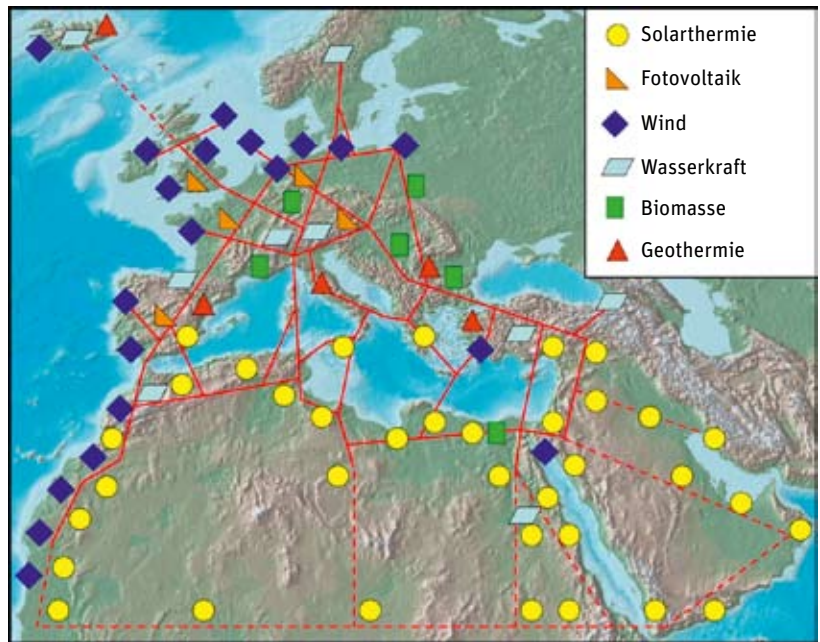 Solarthermie
Fotovoltaik
Wind
Wasserkraft
Biomasse
Geothermie